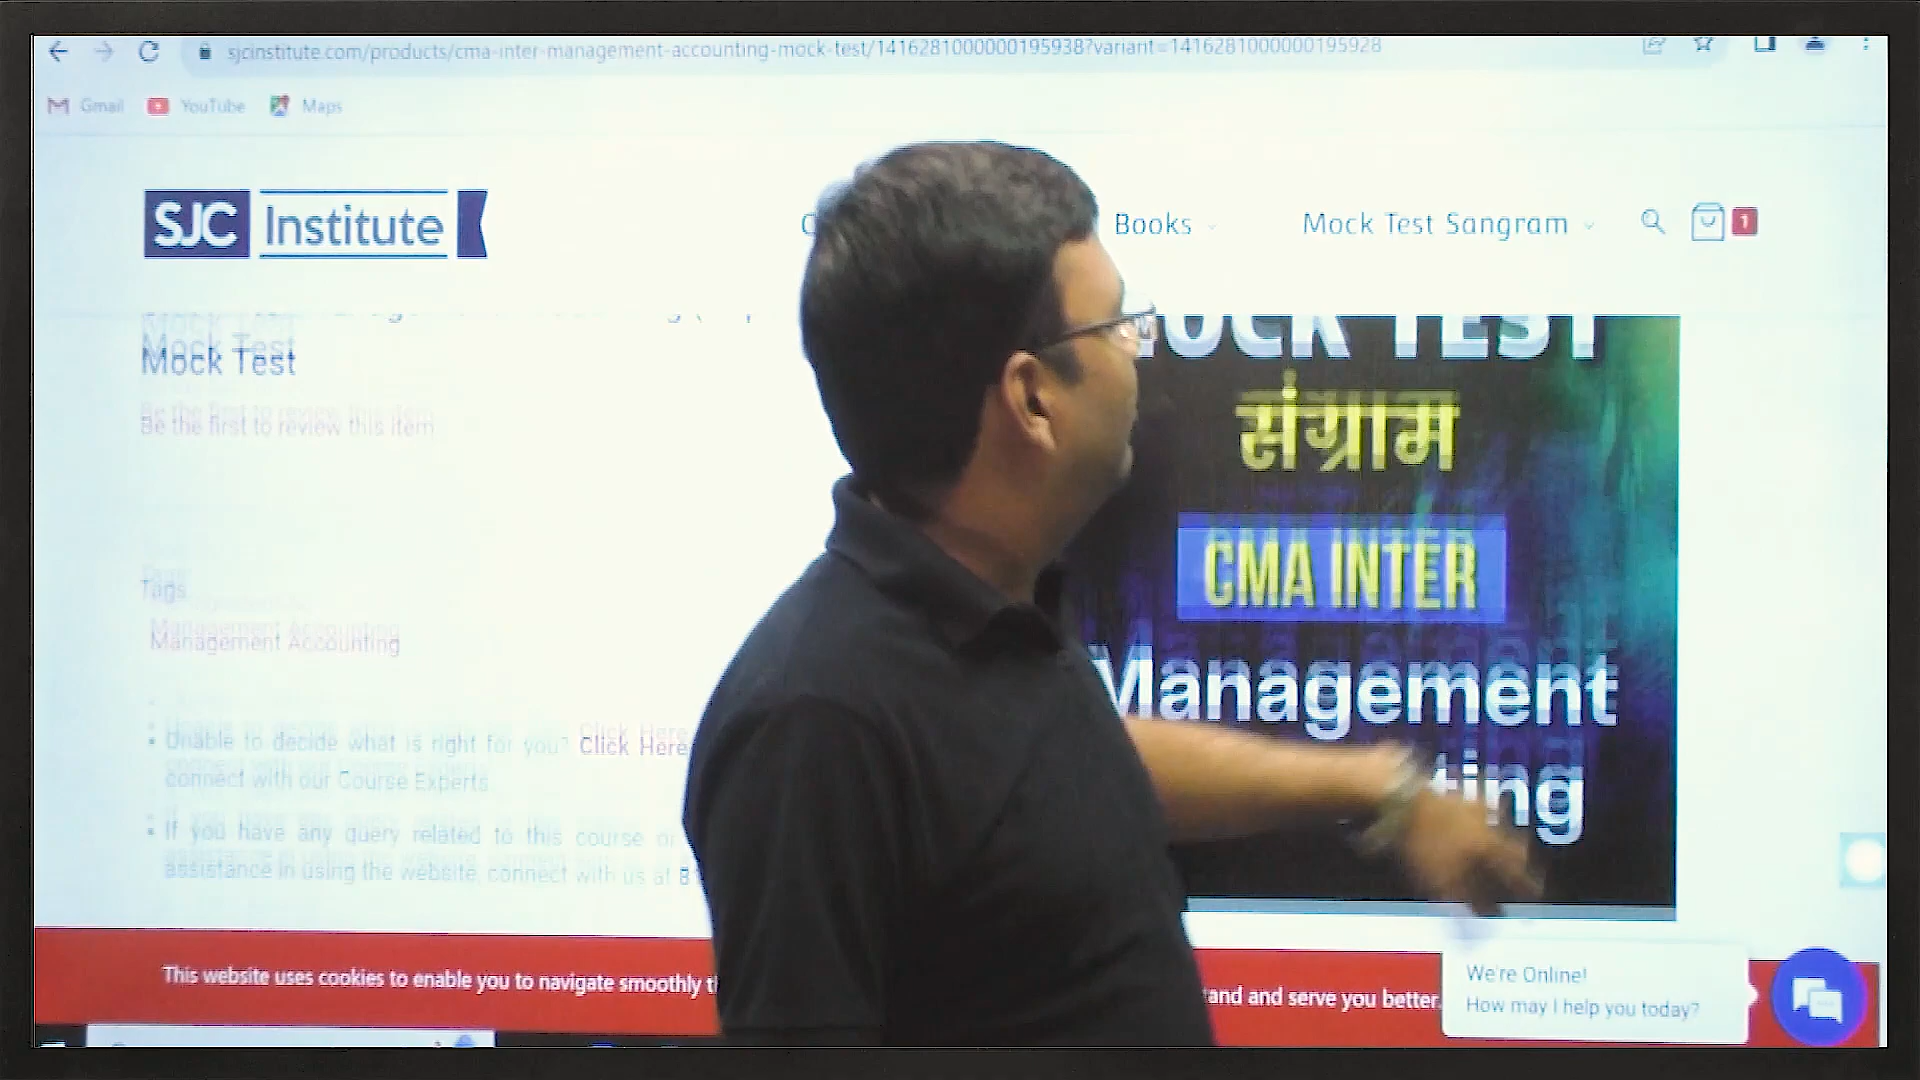 sjcinstitute.com/products/cma-inter-management-accounting-mock-test/1416281000000195938?variant=1416281000000195928
Gmail YouTube Maps
SJC Institute
Books Mock Test Sangram 1
MOCK TEST
Mock Test
संग्राम
Be the first to review this item
CMA INTER
Tags
Management Accounting
Management
Unable to decide what is right for you? Click Here
connect with our Course Experts
ting
If you have any query related to this course or
assistance in using the website, connect with us at
This website uses cookies to enable you to navigate smoothly
and and serve you better.
We're Online!
How may I help you today?